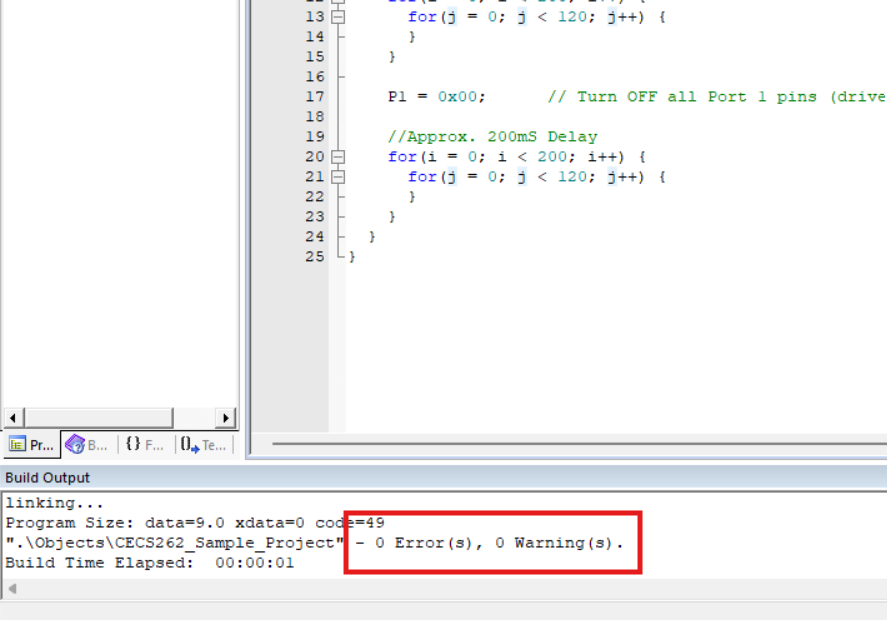 13 for(j = 0; j < 120; j++) {
14 }
15 }
16
17 P1 = 0x00; // Turn OFF all Port 1 pins (drive
18
19 //Approx. 200mS Delay
20 for(i = 0; i < 200; i++) {
21 for(j = 0; j < 120; j++) {
22 }
23 }
24 }
25 }
Pr... B... {} F... Te...
Build Output
linking...
Program Size: data=9.0 xdata=0 code=49
".\Objects\CECS262_Sample_Project" - 0 Error(s), 0 Warning(s).
Build Time Elapsed: 00:00:01